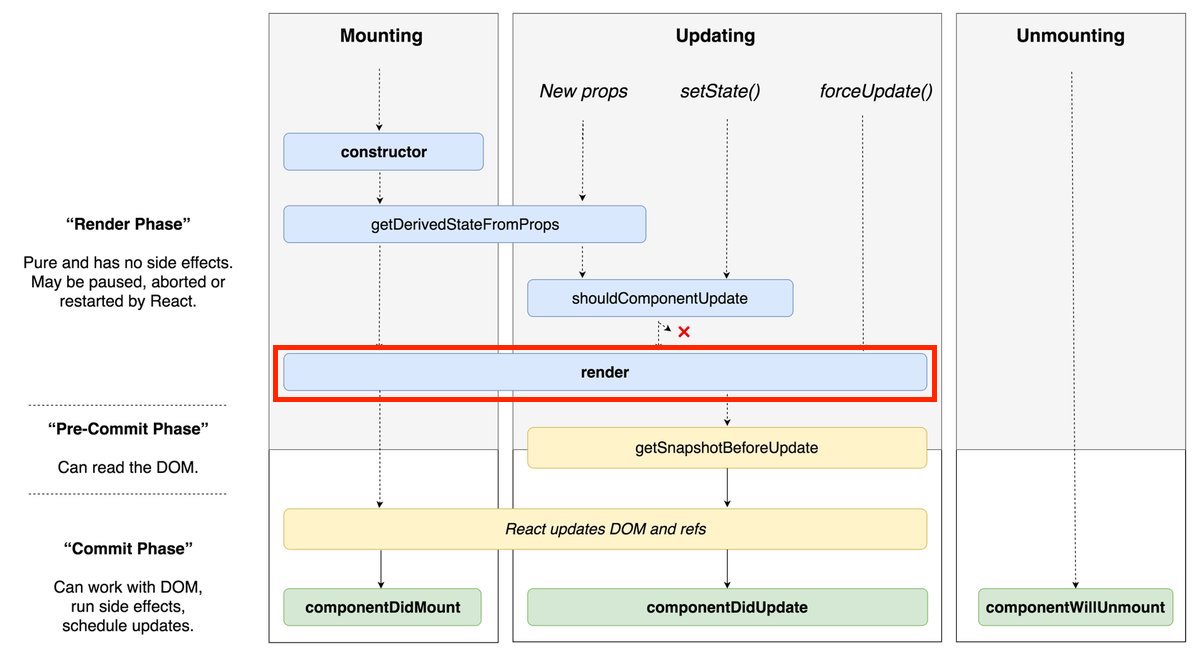 Mounting
Updating
Unmounting
New props
setState()
forceUpdate()
constructor
“Render Phase”
getDerivedStateFromProps
Pure and has no side effects.
May be paused, aborted or
restarted by React.
shouldComponentUpdate
render
“Pre-Commit Phase”
getSnapshotBeforeUpdate
Can read the DOM.
React updates DOM and refs
“Commit Phase”
Can work with DOM,
run side effects,
schedule updates.
componentDidMount
componentDidUpdate
componentWillUnmount